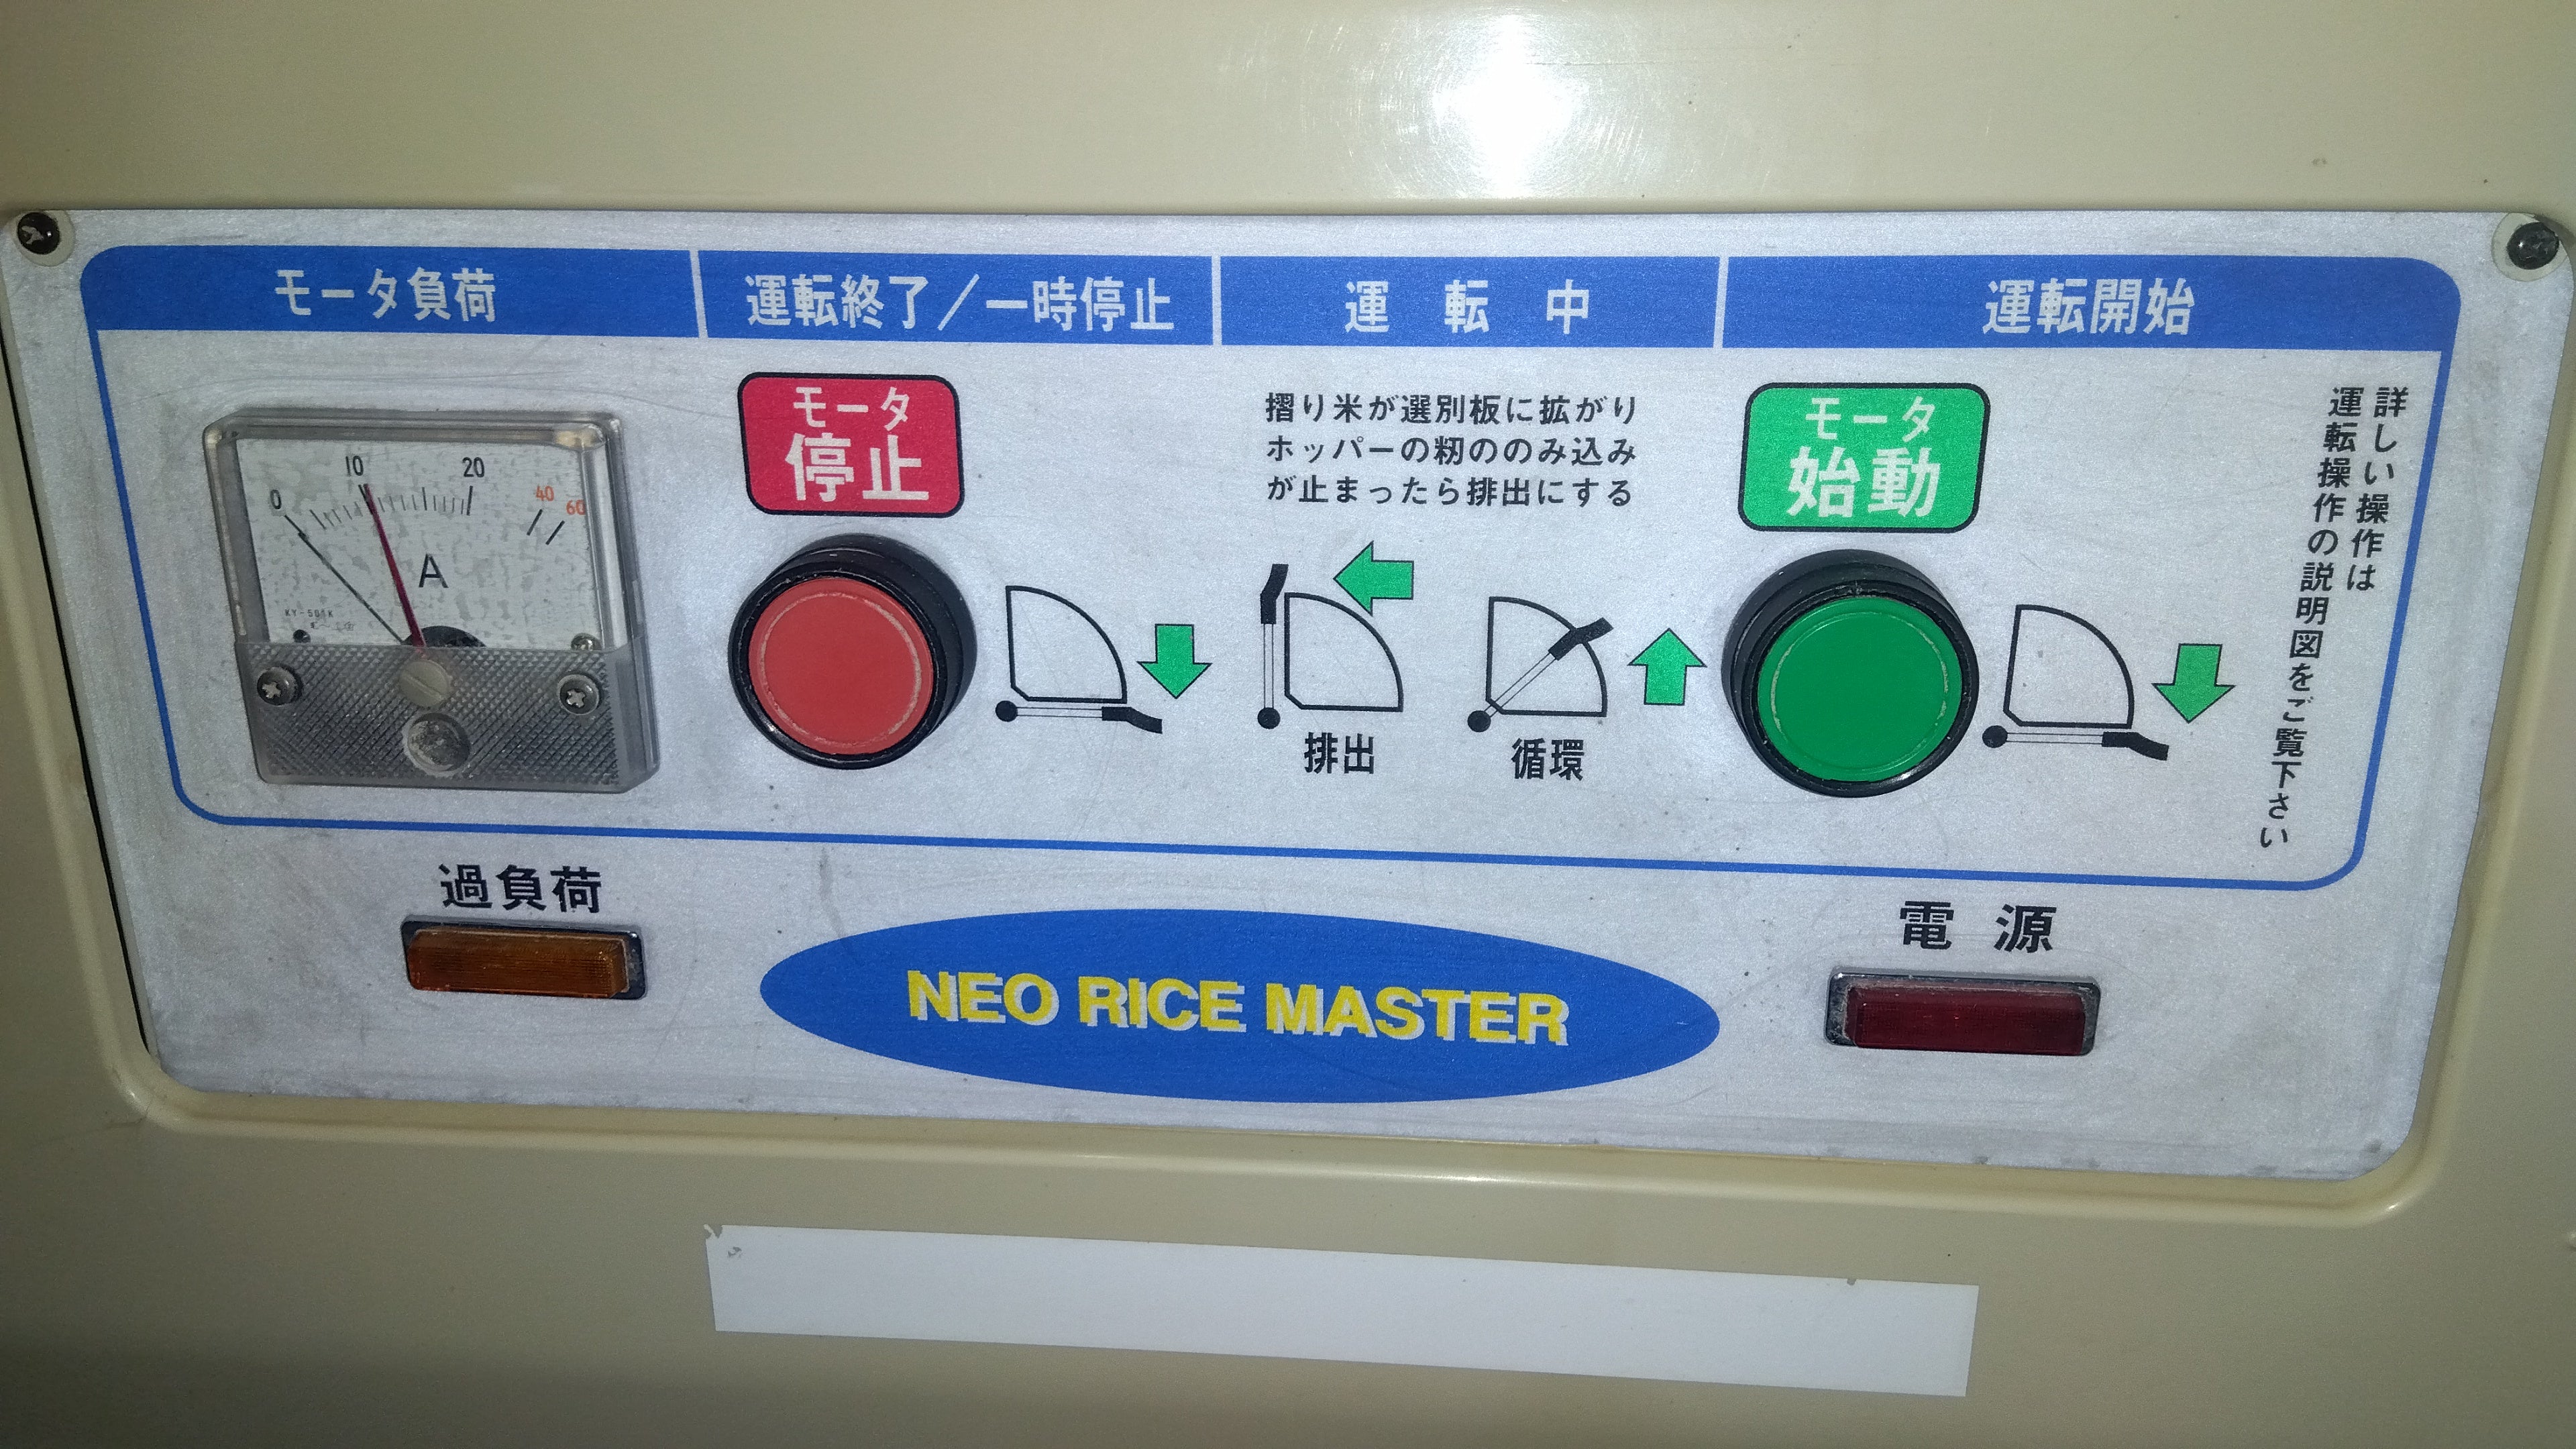 モータ負荷
運転終了／一時停止
運転中
運転開始
0 10 20 40 60
A
KY-501K
モータ
停止
摺り米が選別板に拡がり
ホッパーの籾ののみ込み
が止まったら排出にする
排出
循環
モータ
始動
詳しい操作は
運転操作の説明図をご覧下さい
過負荷
NEO RICE MASTER
電源